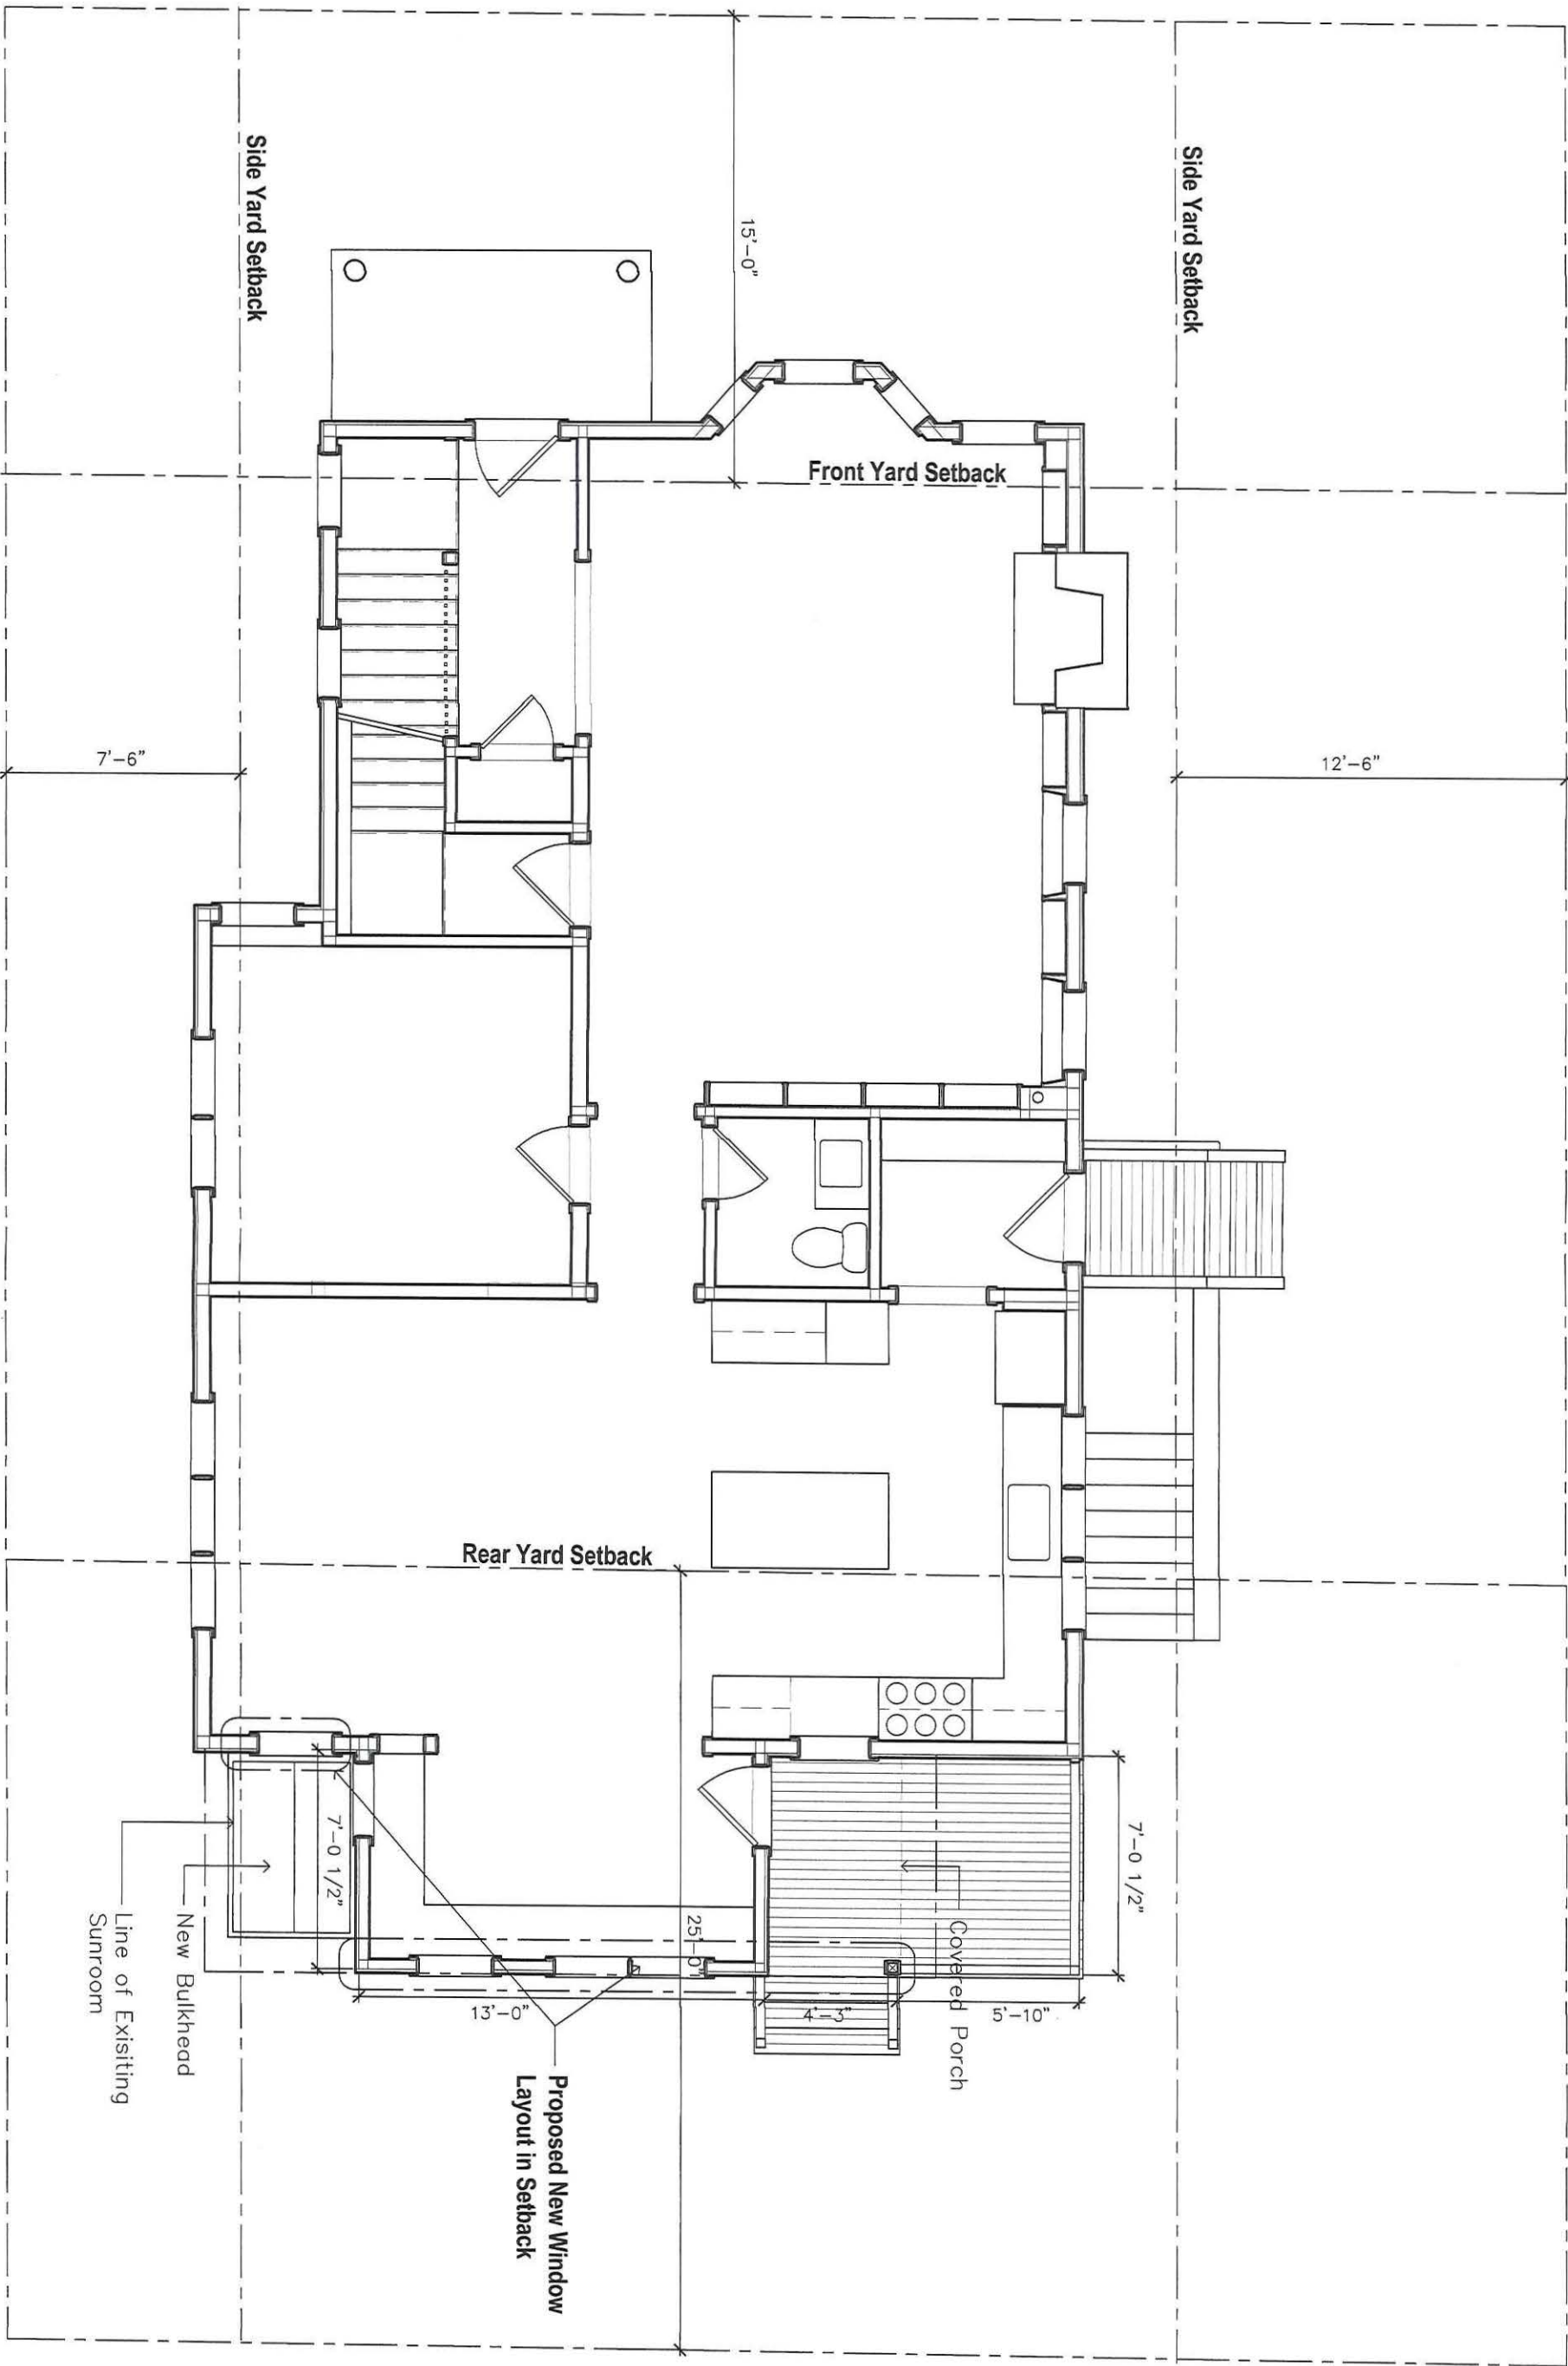 Side Yard Setback
Side Yard Setback
15'-0"
Front Yard Setback
7'-6"
12'-6"
Rear Yard Setback
7'-0 1/2"
7'-0 1/2"
25'-0"
13'-0"
4'-3"
5'-10"
Covered Porch
Line of Exisiting
Sunroom
New Bulkhead
Proposed New Window
Layout in Setback